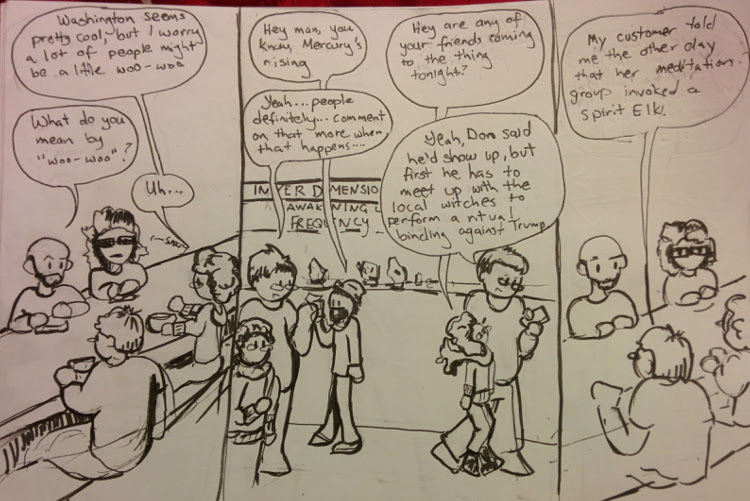 Washington seems
pretty cool, but I worry
a lot of people might
be a little woo-woo
What do you
mean by
"woo-woo"?
Uh...
Hey man, you
know, Mercury's
rising
Yeah... people
definitely... comment
on that more when
that happens....
INTER DIMENSIO
AWAKENING
FREQUENCY
Hey are any of
your friends coming
to the thing
tonight?
Yeah, Dom said
he'd show up, but
first he has to
meet up with the
local witches to
perform a ritual
binding against Trump
My customer told
me the other day
that her meditation
group invoked a
spirit Elk.